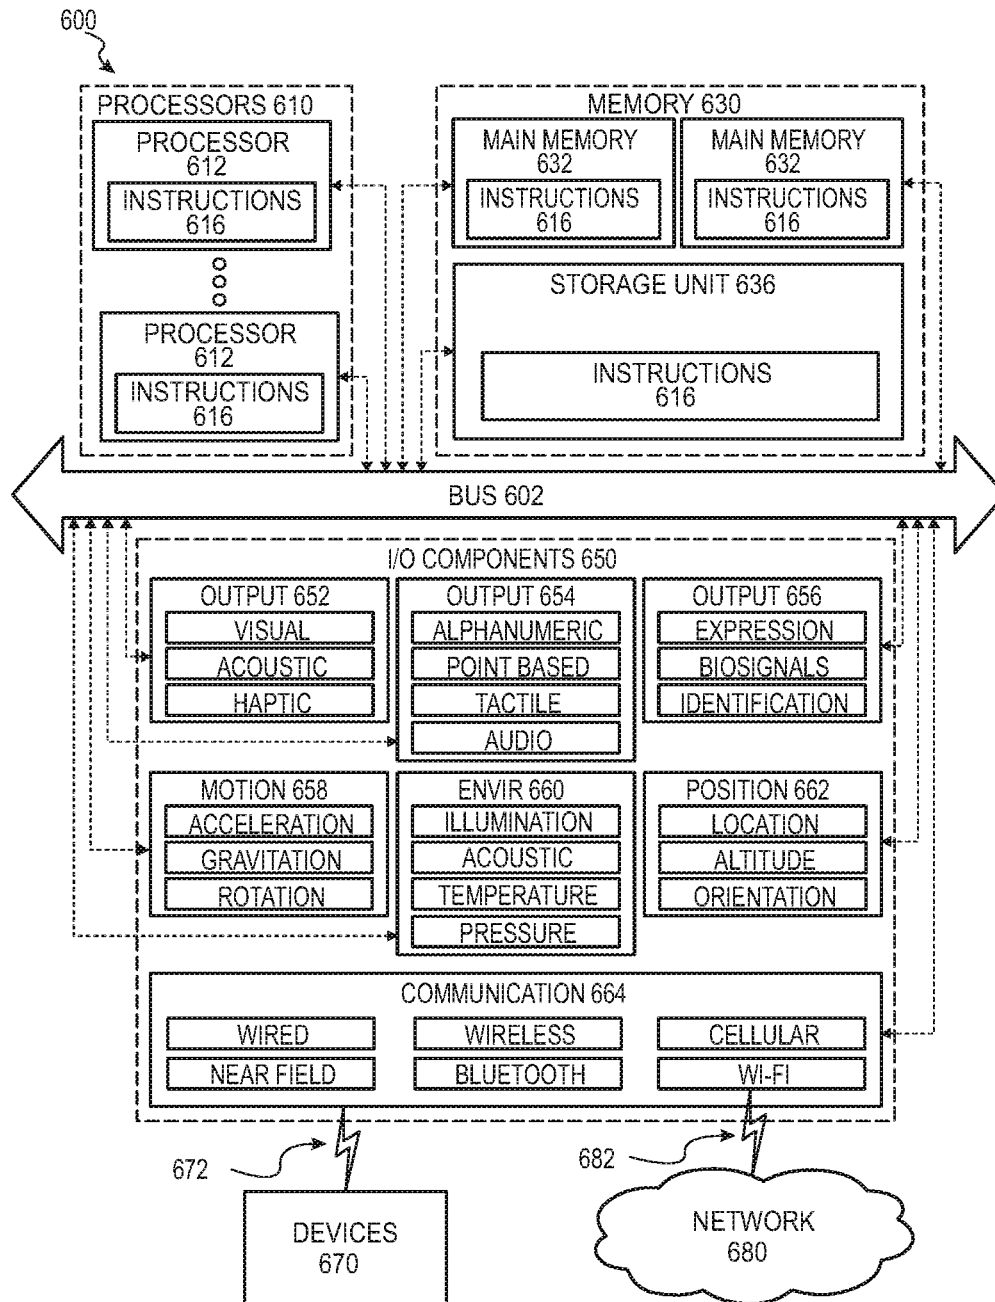 600
PROCESSORS 610
PROCESSOR
612
INSTRUCTIONS
616
PROCESSOR
612
INSTRUCTIONS
616
MEMORY 630
MAIN MEMORY
632
INSTRUCTIONS
616
MAIN MEMORY
632
INSTRUCTIONS
616
STORAGE UNIT 636
INSTRUCTIONS
616
BUS 602
I/O COMPONENTS 650
OUTPUT 652
VISUAL
ACOUSTIC
HAPTIC
OUTPUT 654
ALPHANUMERIC
POINT BASED
TACTILE
AUDIO
OUTPUT 656
EXPRESSION
BIOSIGNALS
IDENTIFICATION
MOTION 658
ACCELERATION
GRAVITATION
ROTATION
ENVIR 660
ILLUMINATION
ACOUSTIC
TEMPERATURE
PRESSURE
POSITION 662
LOCATION
ALTITUDE
ORIENTATION
COMMUNICATION 664
WIRED
WIRELESS
CELLULAR
NEAR FIELD
BLUETOOTH
WI-FI
672
682
DEVICES
670
NETWORK
680